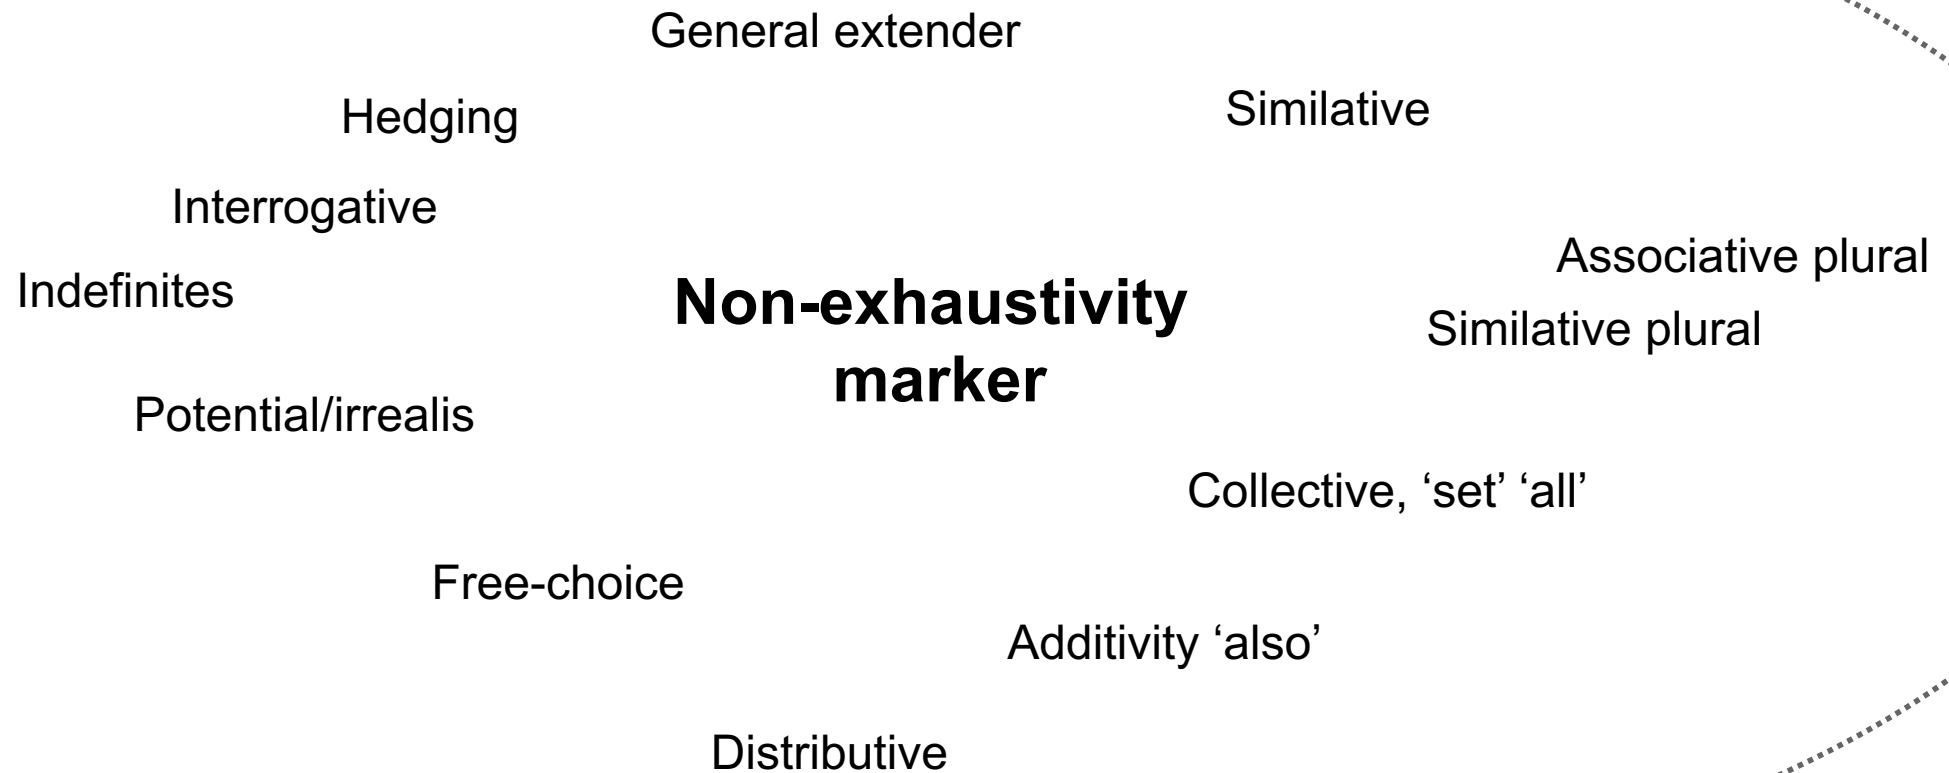 General extender
Similative
Hedging
Interrogative
Associative plural
Indefinites
Non-exhaustivity
marker
Similative plural
Potential/irrealis
Collective, ‘set’ ‘all’
Free-choice
Additivity ‘also’
Distributive